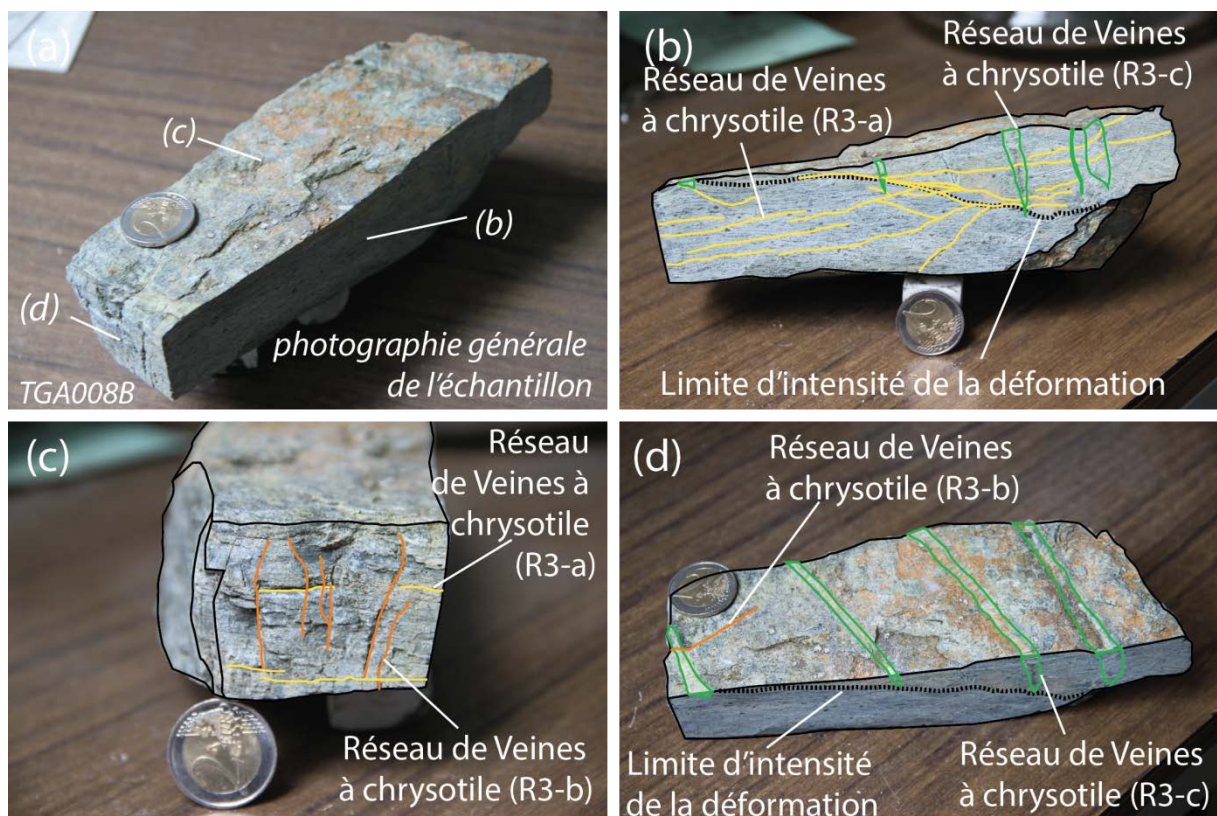 (a)
(c)
(b)
(d)
photographie générale
de l'échantillon
TGA008B
(b)
Réseau de Veines
à chrysotile (R3-c)
Réseau de Veines
à chrysotile (R3-a)
Limite d'intensité de la déformation
(c)
Réseau
de Veines à
chrysotile
(R3-a)
Réseau de Veines
à chrysotile (R3-b)
(d)
Réseau de Veines
à chrysotile (R3-b)
Limite d'intensité
de la déformation
Réseau de Veines
à chrysotile (R3-c)